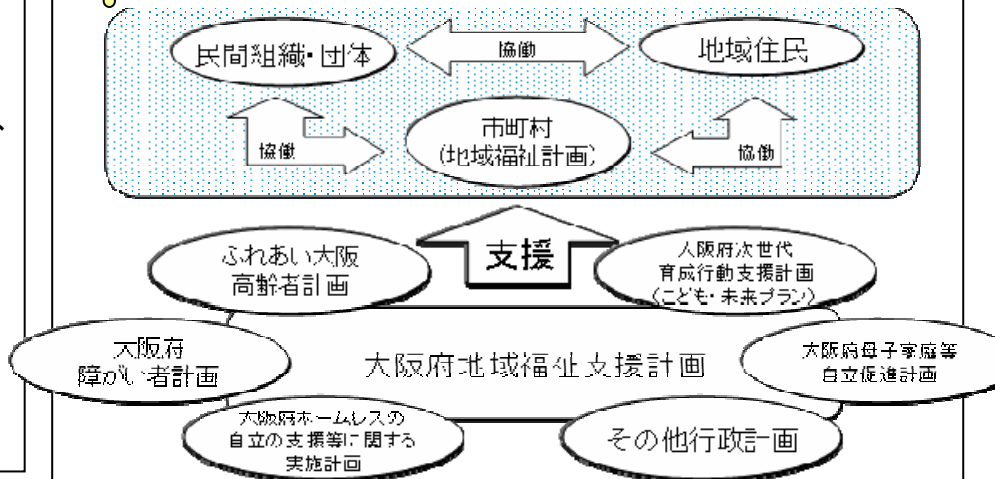 民間組織・団体
協働
地域住民
協働
市町村
(地域福祉計画)
協働
支援
ふれあい大阪
高齢者計画
大阪府次世代
育成行動支援計画
(こども・未来プラン)
大阪府
障がい者計画
大阪府地域福祉支援計画
大阪府母子家庭等
自立促進計画
大阪府ホームレスの
自立の支援等に関する
実施計画
その他行政計画